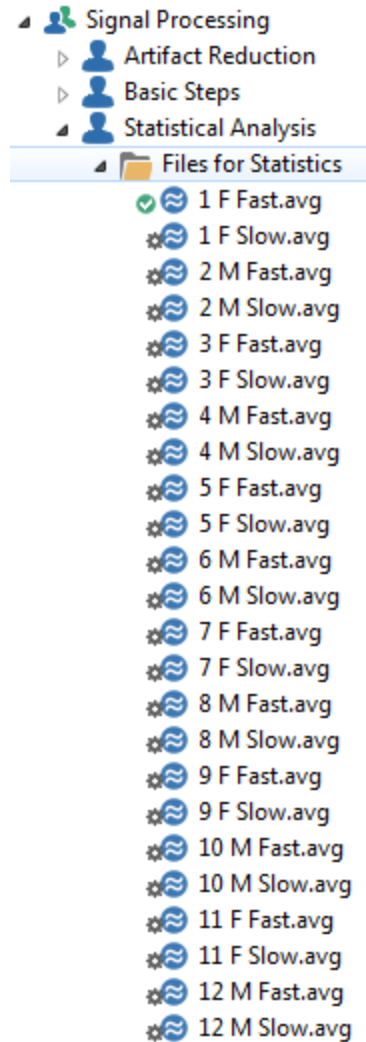 Signal Processing
Artifact Reduction
Basic Steps
Statistical Analysis
Files for Statistics
1 F Fast.avg
1 F Slow.avg
2 M Fast.avg
2 M Slow.avg
3 F Fast.avg
3 F Slow.avg
4 M Fast.avg
4 M Slow.avg
5 F Fast.avg
5 F Slow.avg
6 M Fast.avg
6 M Slow.avg
7 F Fast.avg
7 F Slow.avg
8 M Fast.avg
8 M Slow.avg
9 F Fast.avg
9 F Slow.avg
10 M Fast.avg
10 M Slow.avg
11 F Fast.avg
11 F Slow.avg
12 M Fast.avg
12 M Slow.avg